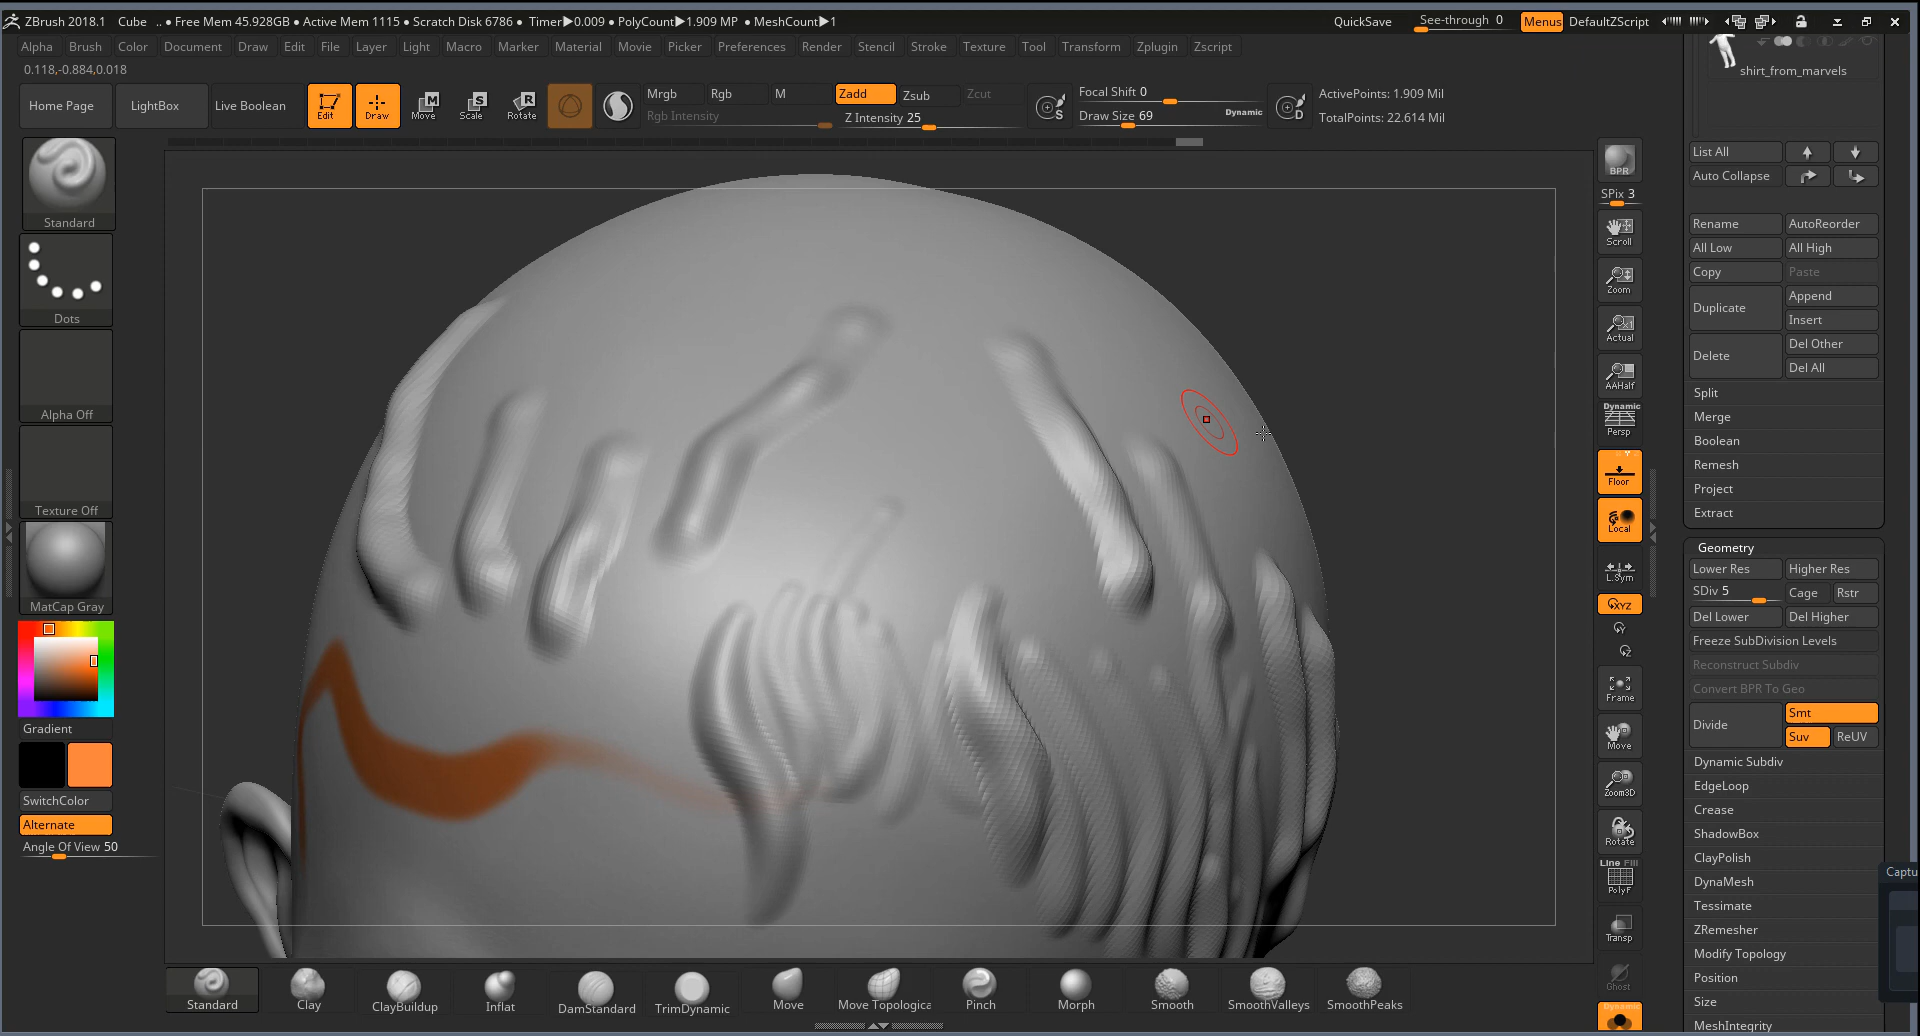 ZBrush 2018.1 Cube .. ● Free Mem 45.928GB ● Active Mem 1115 ● Scratch Disk 6786 ● Timer▶0.009 ● PolyCount▶1.909 MP ● MeshCount▶1 QuickSave See-through 0 Menus DefaultZScript
Alpha Brush Color Document Draw Edit File Layer Light Macro Marker Material Movie Picker Preferences Render Stencil Stroke Texture Tool Transform Zplugin Zscript
0.118,-0.884,0.018
shirt_from_marvels
Home Page LightBox Live Boolean Edit Draw Move Scale Rotate
Mrgb Rgb M Zadd Zsub Zcut
Rgb Intensity Z Intensity 25
Focal Shift 0
Draw Size 69 Dynamic
ActivePoints: 1.909 Mil
TotalPoints: 22.614 Mil
Standard
Dots
Alpha Off
Texture Off
MatCap Gray
Gradient
SwitchColor
Alternate
Angle Of View 50
BPR
SPix 3
Scroll
Zoom
Actual
AAHalf
Dynamic
Persp
Floor
Local
L.Sym
XYZ
Y
Z
Frame
Move
Zoom3D
Rotate
Line Fill
PolyF
Transp
Ghost
Dynamic
List All
Auto Collapse
Rename AutoReorder
All Low All High
Copy Paste
Duplicate Append
Insert
Delete Del Other
Del All
Split
Merge
Boolean
Remesh
Project
Extract
Geometry
Lower Res Higher Res
SDiv 5 Cage Rstr
Del Lower Del Higher
Freeze SubDivision Levels
Reconstruct Subdiv
Convert BPR To Geo
Divide Smt
Suv ReUV
Dynamic Subdiv
EdgeLoop
Crease
ShadowBox
ClayPolish
DynaMesh
Tessimate
ZRemesher
Modify Topology
Position
Size
MeshIntegrity
Captu
Standard Clay ClayBuildup Inflat DamStandard TrimDynamic Move Move Topologica Pinch Morph Smooth SmoothValleys SmoothPeaks